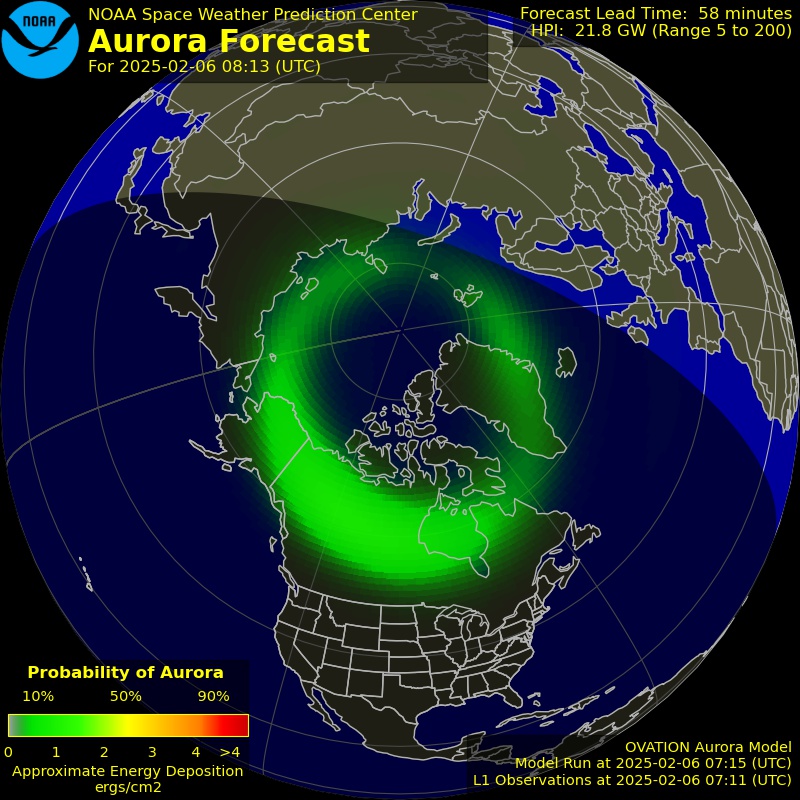 NOAA
NOAA Space Weather Prediction Center
Aurora Forecast
For 2025-02-06 08:13 (UTC)
Forecast Lead Time: 58 minutes
HPI: 21.8 GW (Range 5 to 200)
Probability of Aurora
10% 50% 90%
0 1 2 3 4 >4
Approximate Energy Deposition
ergs/cm2
OVATION Aurora Model
Model Run at 2025-02-06 07:15 (UTC)
L1 Observations at 2025-02-06 07:11 (UTC)